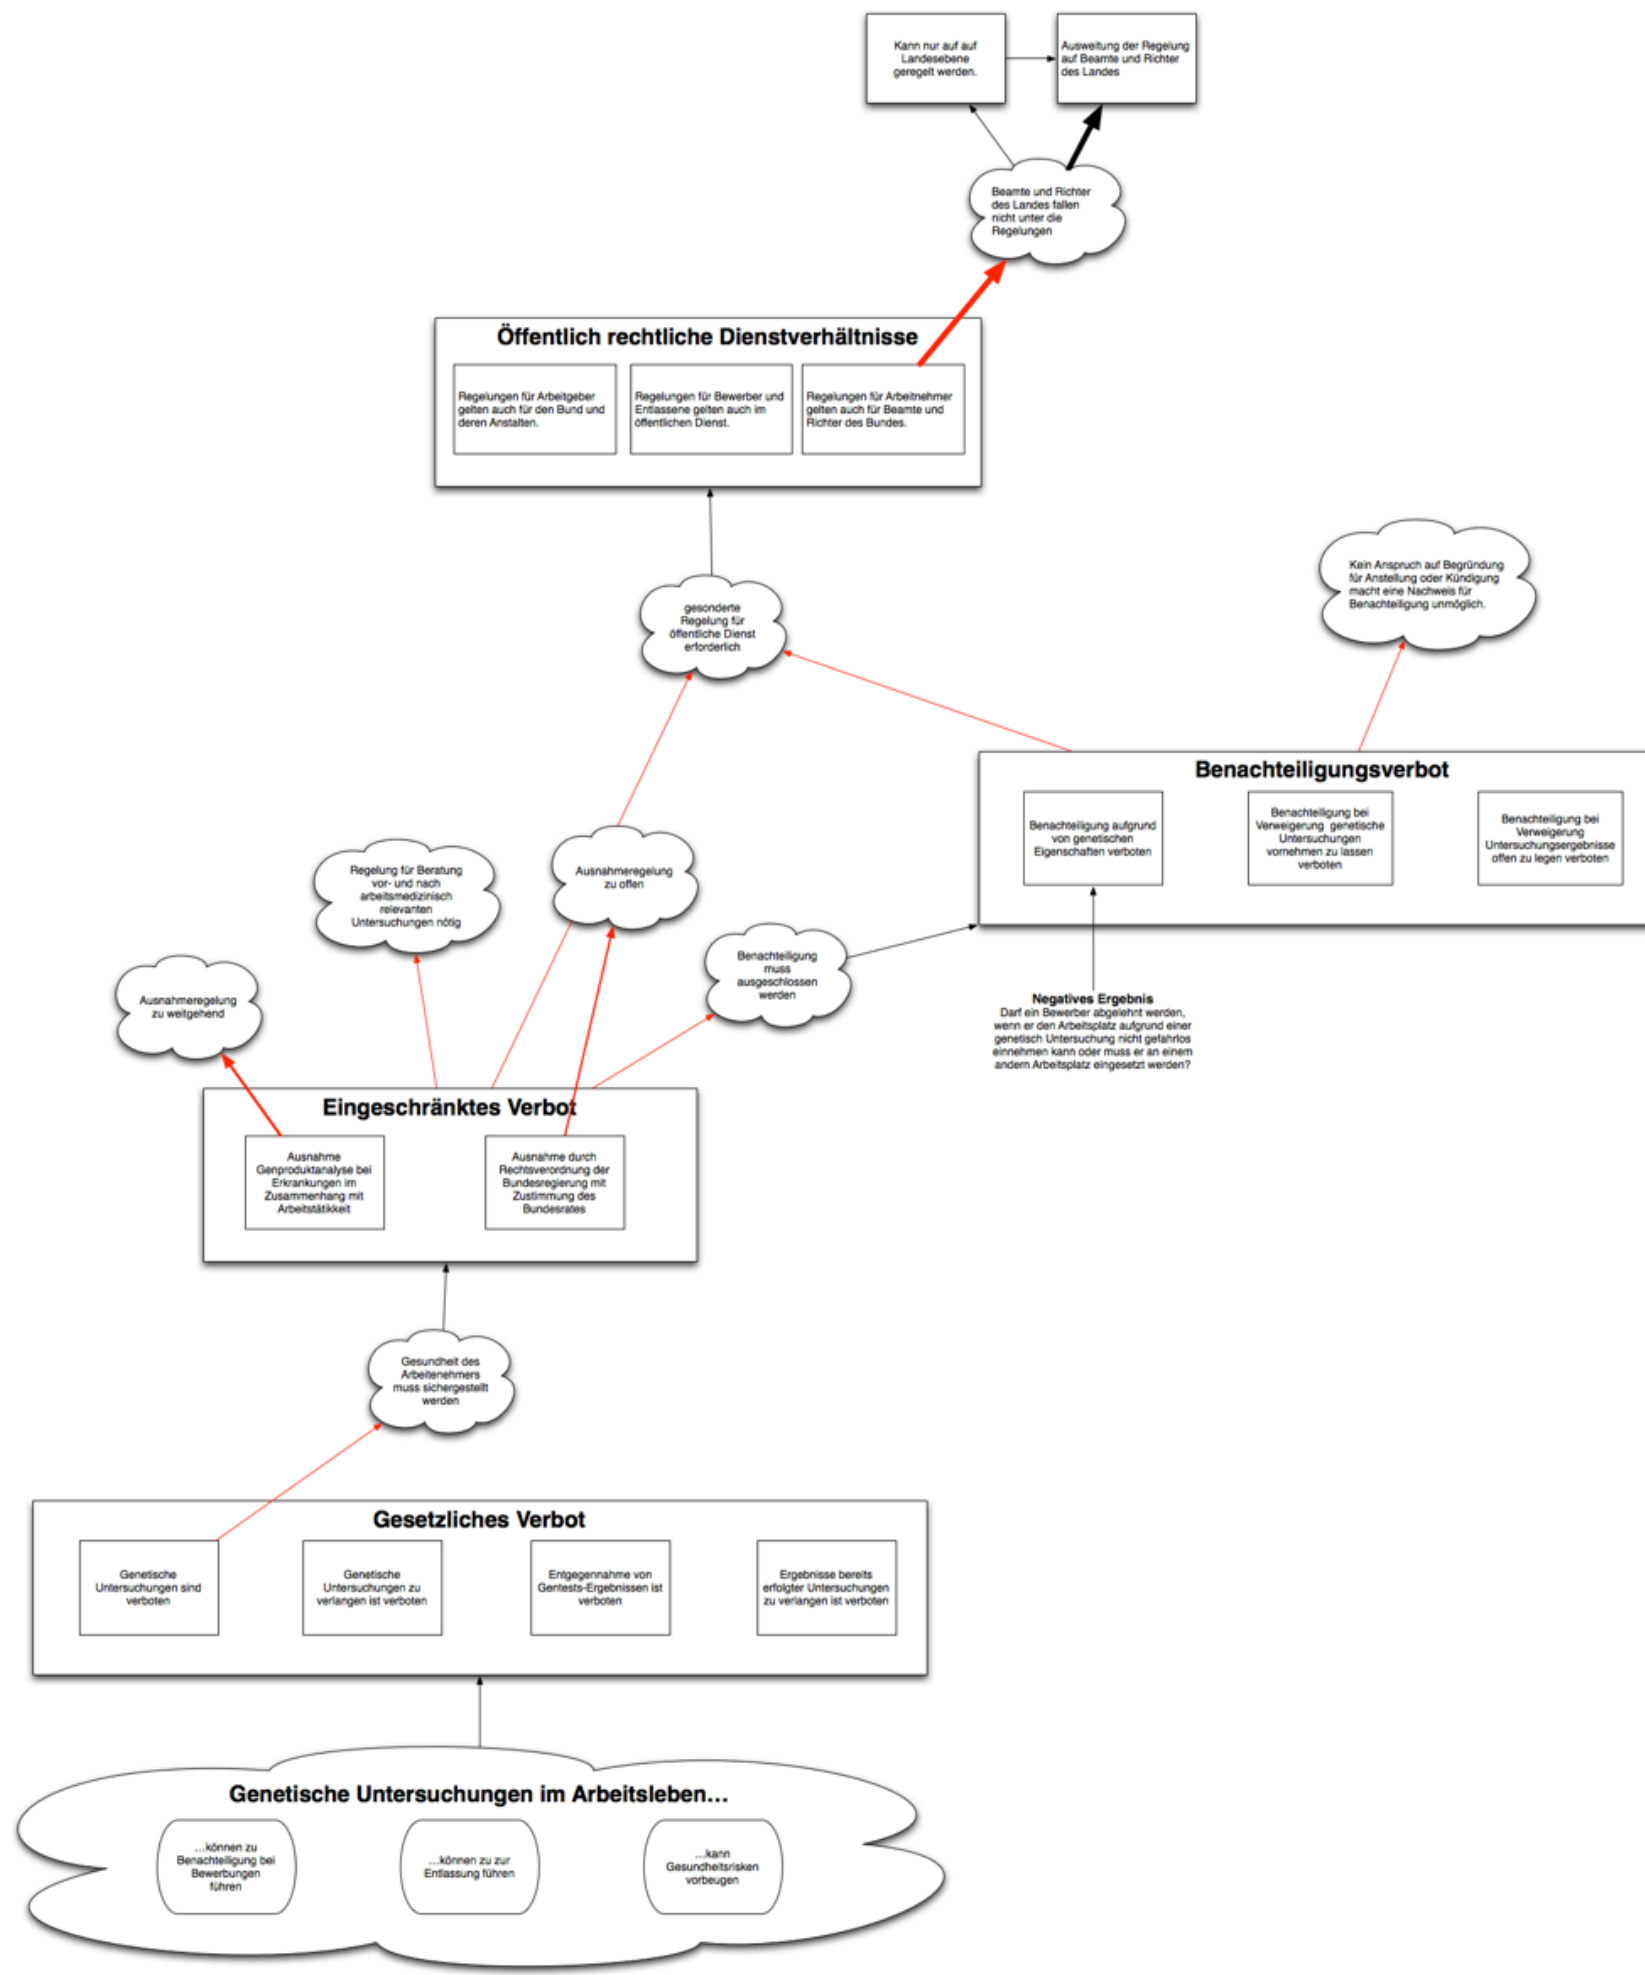 Kann nur auf auf
Landesebene
geregelt werden.
Ausweitung der Regelung
auf Beamte und Richter
des Landes
Beamte und Richter
des Landes fallen
nicht unter die
Regelungen
Öffentlich rechtliche Dienstverhältnisse
Regelungen für Arbeitgeber
gelten auch für den Bund und
deren Anstalten.
Regelungen für Bewerber und
Entlassene gelten auch im
öffentlichen Dienst.
Regelungen für Arbeitnehmer
gelten auch für Beamte und
Richter des Bundes.
Kein Anspruch auf Begründung
für Anstellung oder Kündigung
macht eine Nachweis für
Benachteiligung unmöglich.
gesonderte
Regelung für
öffentliche Dienst
erforderlich
Benachteiligungsverbot
Benachteiligung aufgrund
von genetischen
Eigenschaften verboten
Benachteiligung bei
Verweigerung genetische
Untersuchungen
vornehmen zu lassen
verboten
Benachteiligung bei
Verweigerung
Untersuchungsergebnisse
offen zu legen verboten
Regelung für Beratung
vor- und nach
arbeitsmedizinisch
relevanten
Untersuchungen nötig
Ausnahmeregelung
zu offen
Benachteiligung
muss
ausgeschlossen
werden
Ausnahmeregelung
zu weitgehend
Negatives Ergebnis
Darf ein Bewerber abgelehnt werden,
wenn er den Arbeitsplatz aufgrund einer
genetisch Untersuchung nicht gefahrlos
einnehmen kann oder muss er an einem
andern Arbeitsplatz eingesetzt werden?
Eingeschränktes Verbot
Ausnahme
Genproduktanalyse bei
Erkrankungen im
Zusammenhang mit
Arbeitstätikkeit
Ausnahme durch
Rechtsverordnung der
Bundesregierung mit
Zustimmung des
Bundesrates
Gesundheit des
Arbeitenehmers
muss sichergestellt
werden
Gesetzliches Verbot
Genetische
Untersuchungen sind
verboten
Genetische
Untersuchungen zu
verlangen ist verboten
Entgegennahme von
Gentests-Ergebnissen ist
verboten
Ergebnisse bereits
erfolgter Untersuchungen
zu verlangen ist verboten
Genetische Untersuchungen im Arbeitsleben...
...können zu
Benachteiligung bei
Bewerbungen
führen
...können zu zur
Entlassung führen
...kann
Gesundheitsrisken
vorbeugen